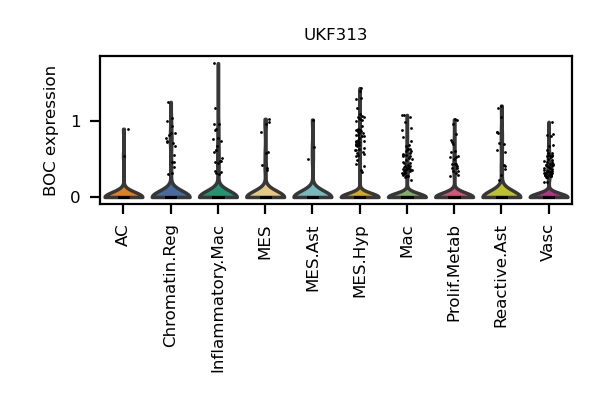 UKF313
BOC expression
1
0
AC
Chromatin.Reg
Inflammatory.Mac
MES
MES.Ast
MES.Hyp
Mac
Prolif.Metab
Reactive.Ast
Vasc